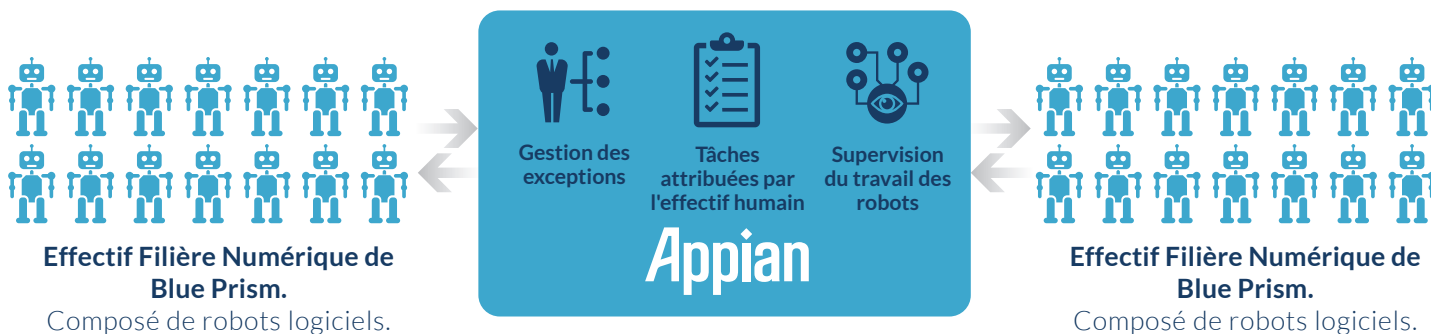 Gestion des
exceptions
Tâches
attribuées par
l'effectif humain
Supervision
du travail des
robots
Appian
Effectif Filière Numérique de
Blue Prism.
Composé de robots logiciels.
Effectif Filière Numérique de
Blue Prism.
Composé de robots logiciels.